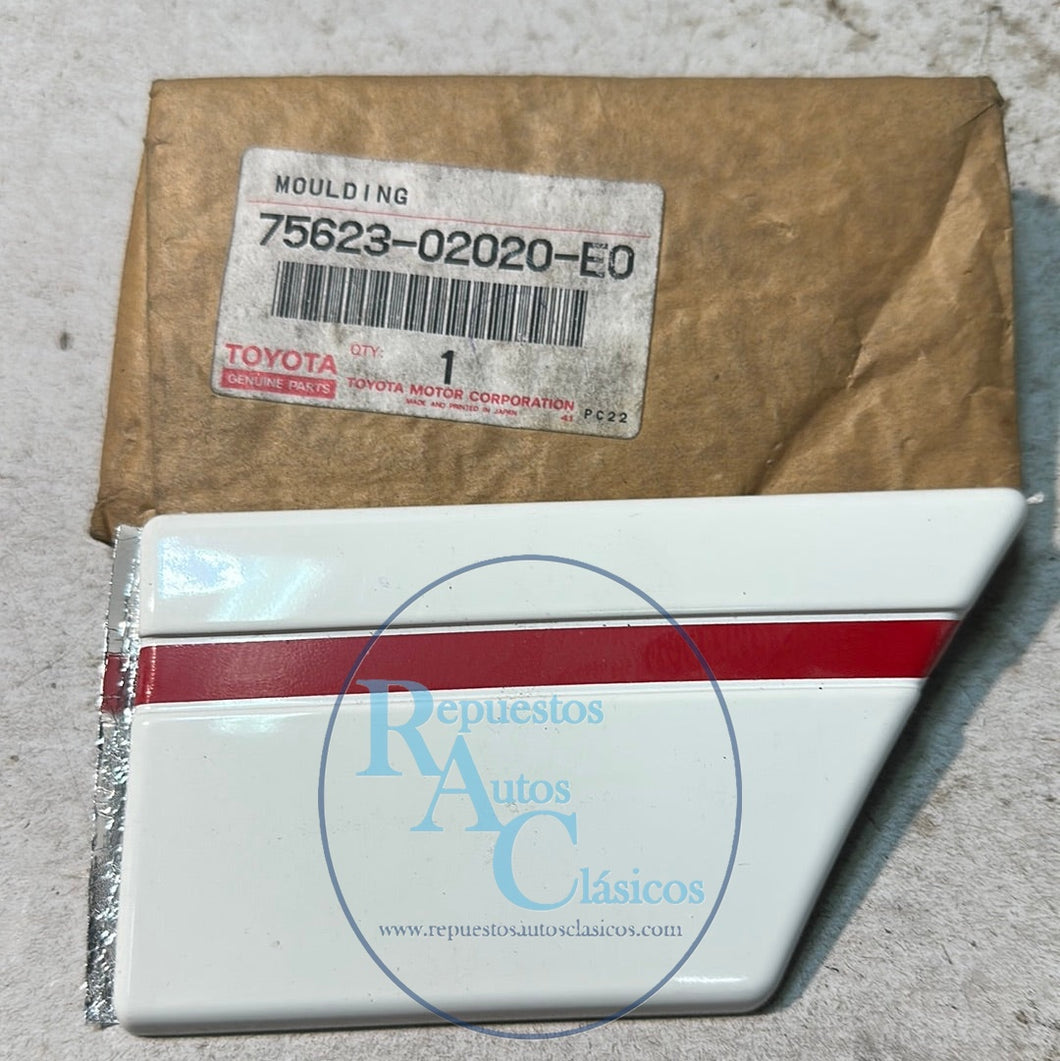 MOULDING
75623-02020-E0
TOYOTA
GENUINE PARTS
QTY: 1
TOYOTA MOTOR CORPORATION
MADE AND PRINTED IN JAPAN
-41
PC22
Repuestos
Autos
Clásicos
www.repuestosautosclasicos.com